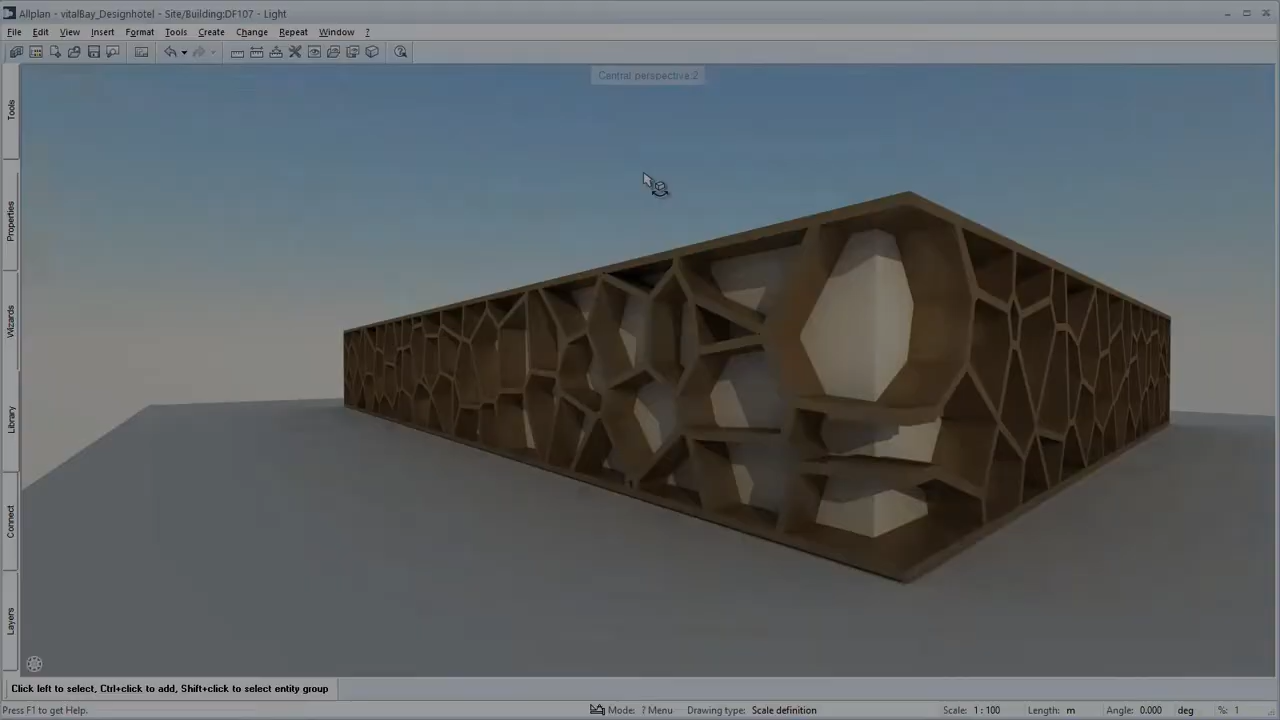 Allplan - vitalBay_Designhotel - Site/Building:DF107 - Light
File Edit View Insert Format Tools Create Change Repeat Window ?
Central perspective:2
Tools
Properties
Wizards
Library
Connect
Layers
Click left to select, Ctrl+click to add, Shift+click to select entity group
Press F1 to get Help. Mode: ? Menu Drawing type: Scale definition Scale: 1 : 100 Length: m Angle: 0.000 deg %: 1